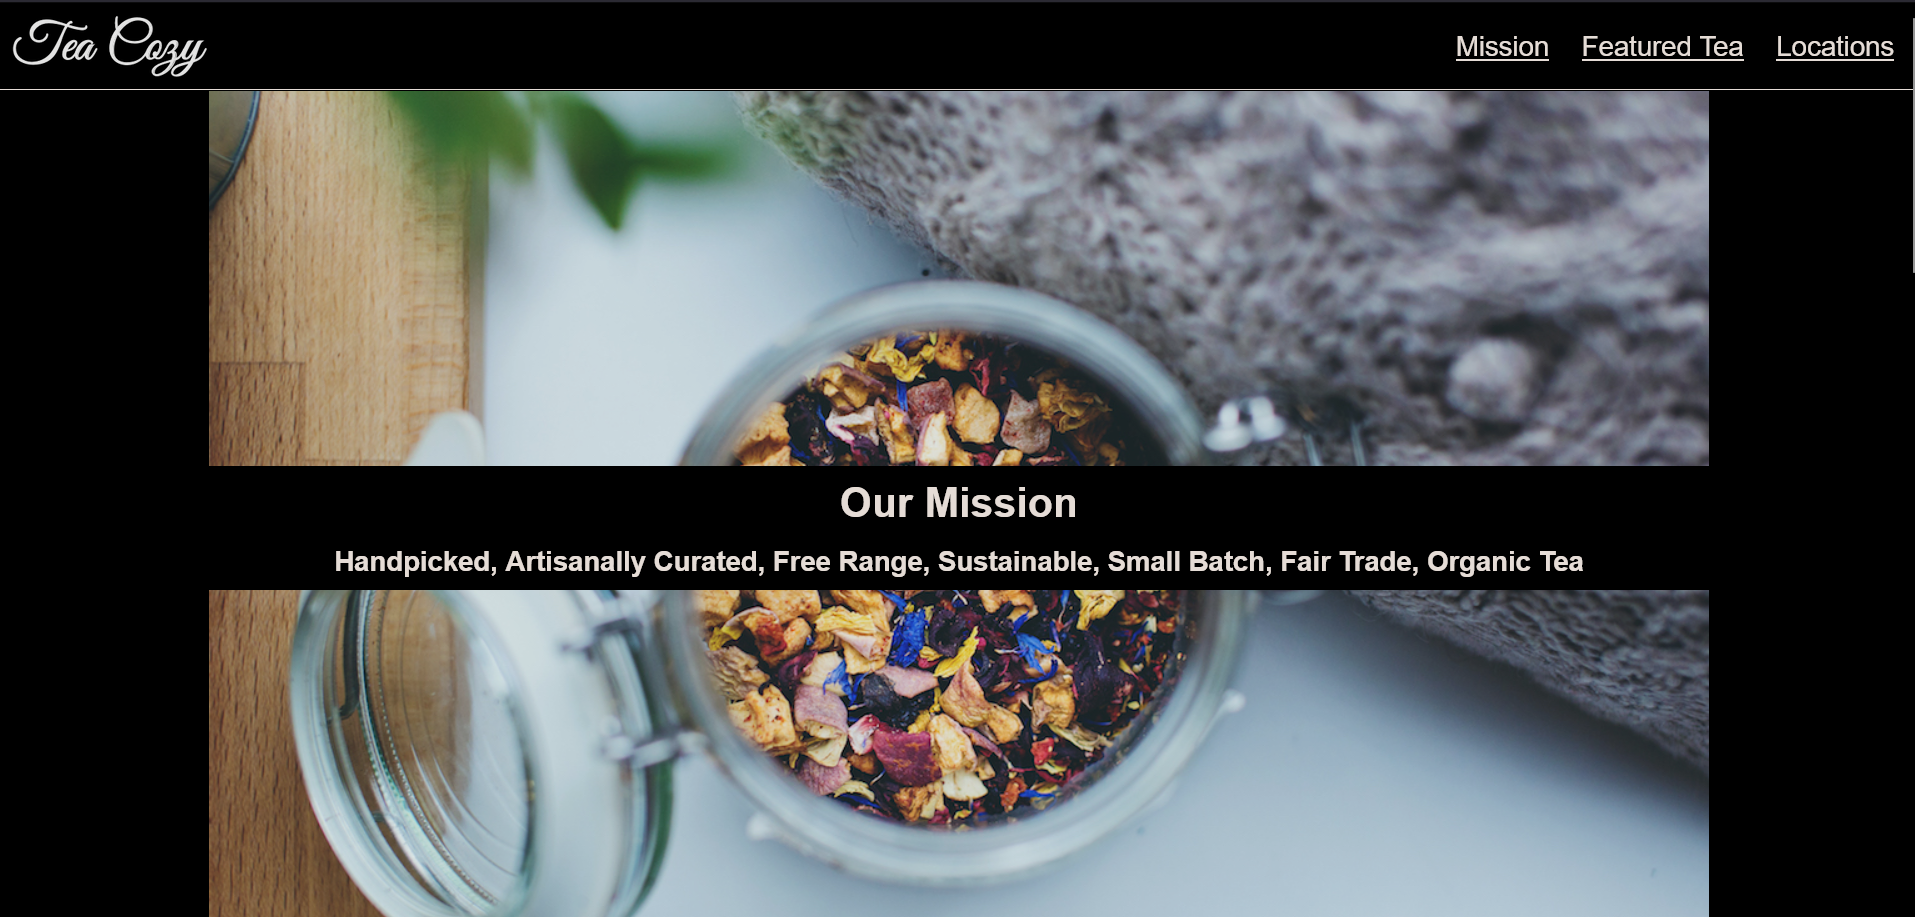 Tea Cozy
Mission Featured Tea Locations
Our Mission
Handpicked, Artisanally Curated, Free Range, Sustainable, Small Batch, Fair Trade, Organic Tea